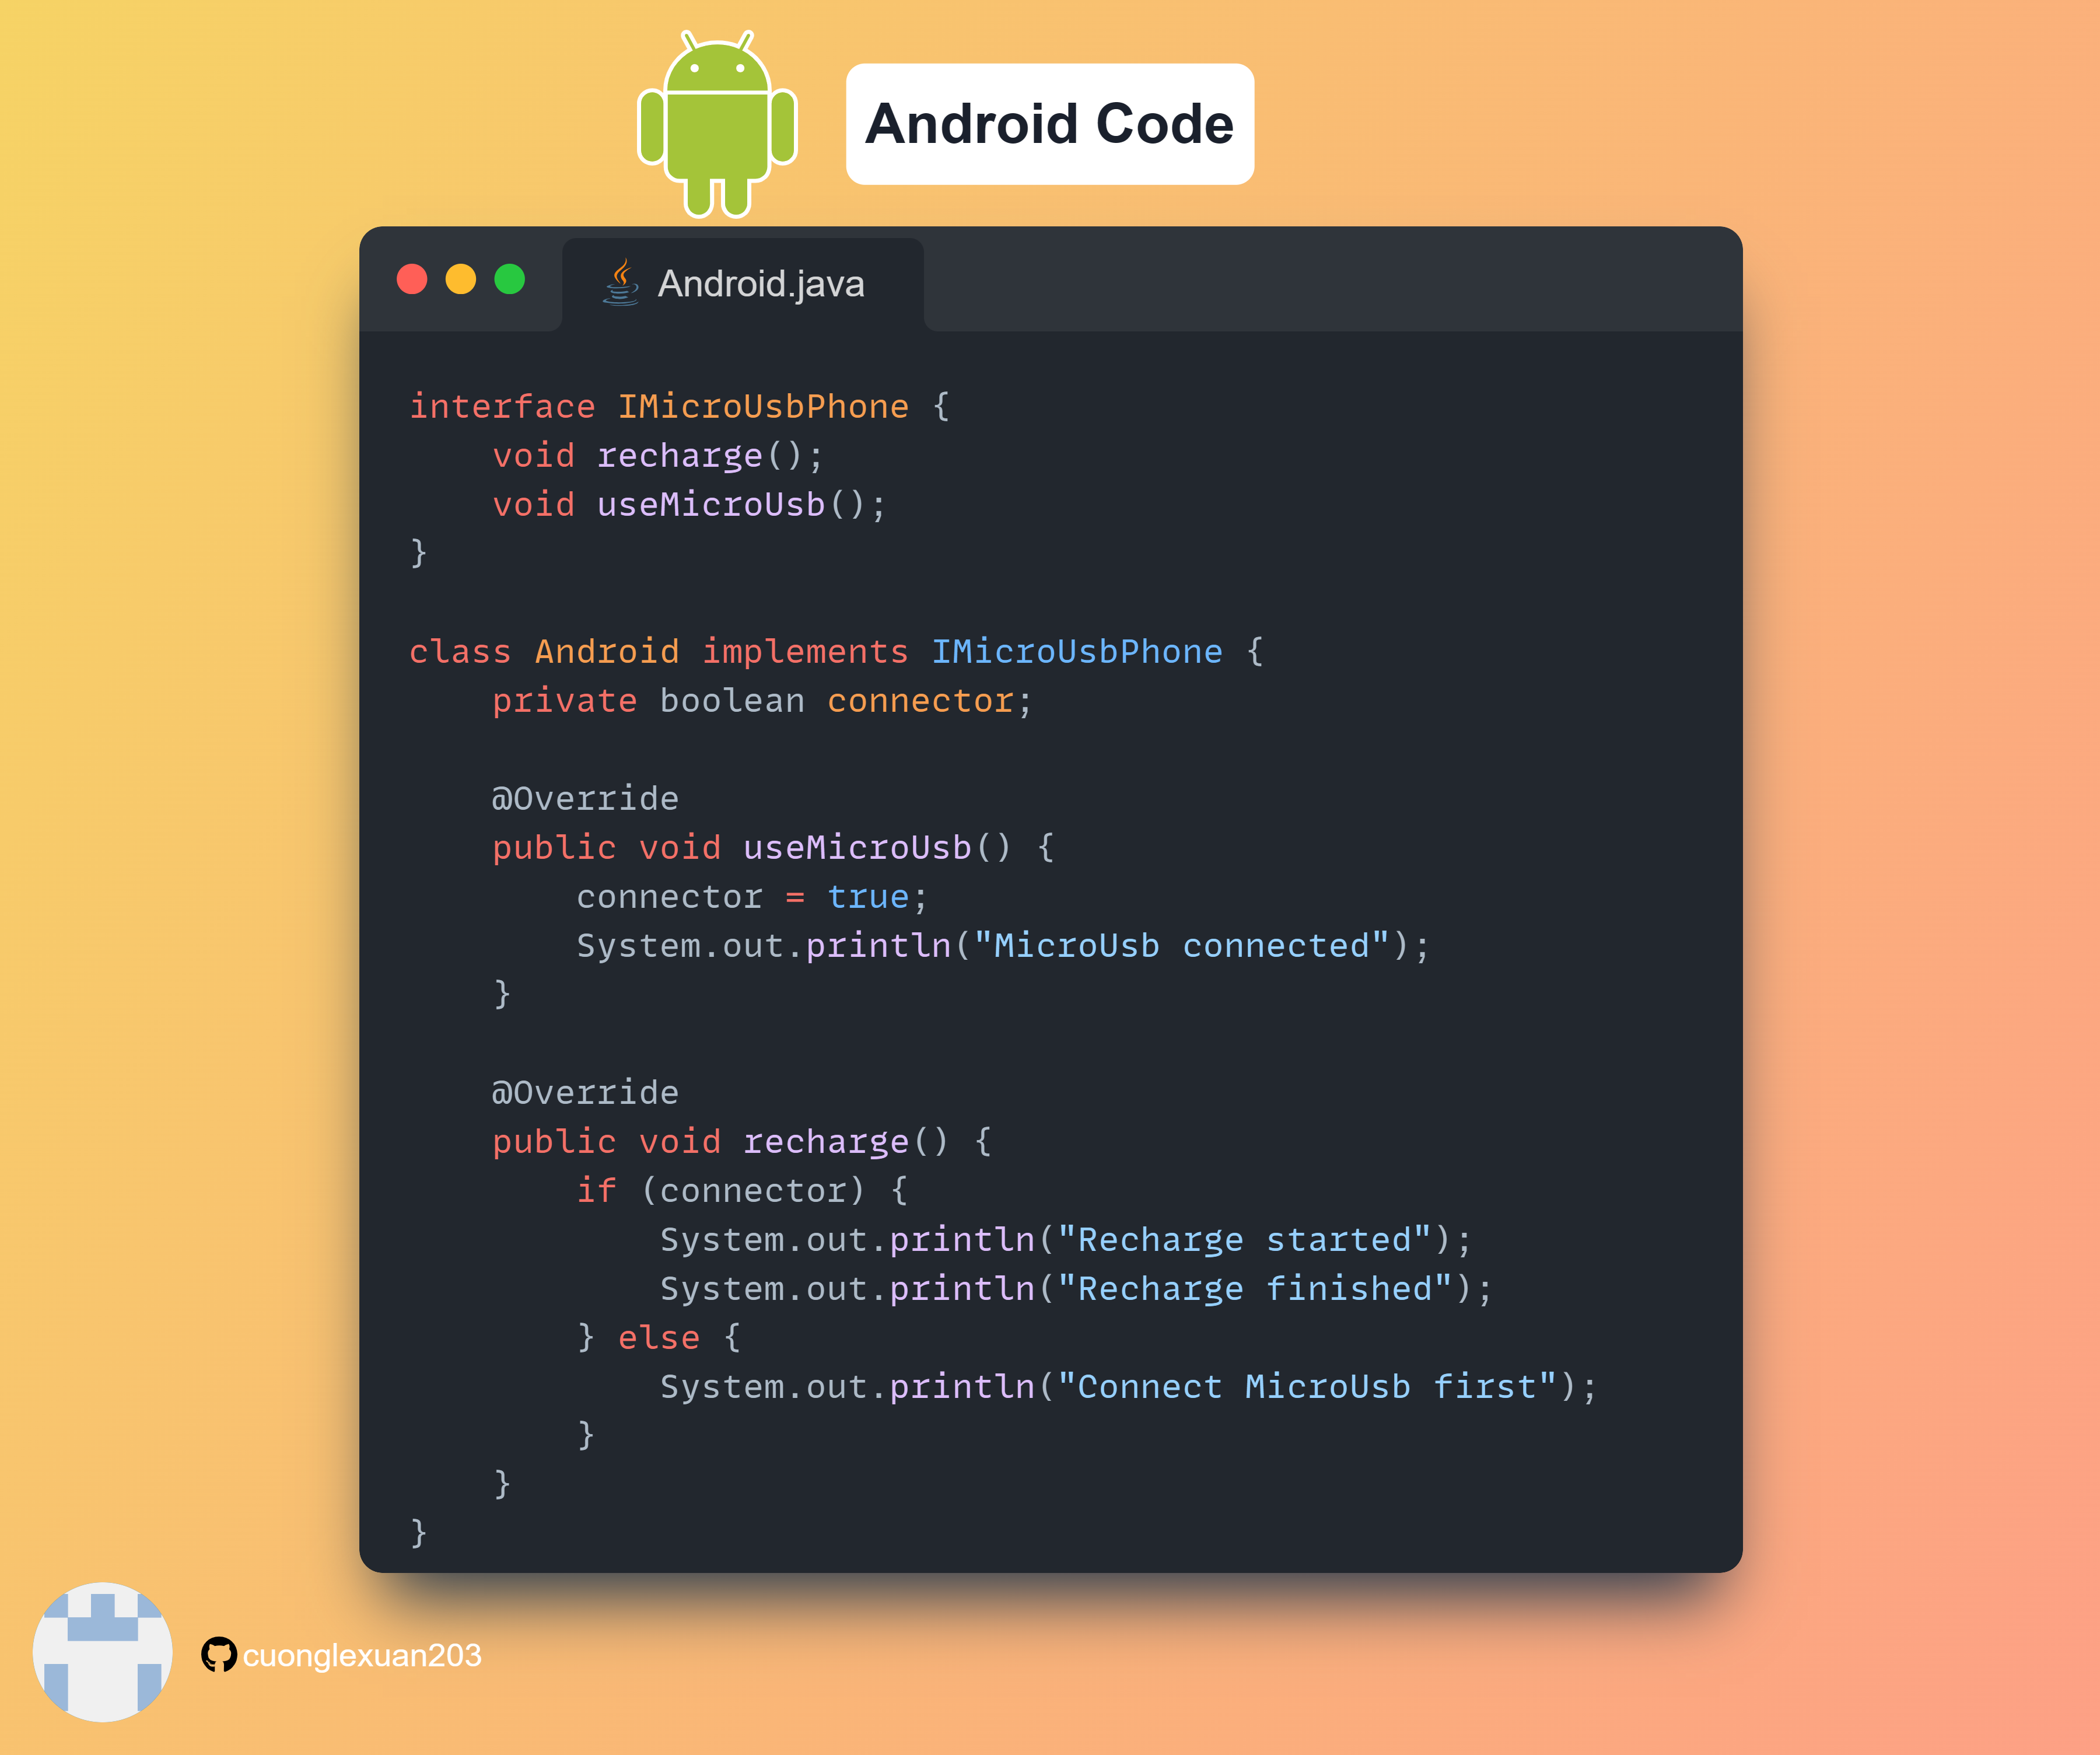 Android Code
Android.java
interface IMicroUsbPhone {
    void recharge();
    void useMicroUsb();
}

class Android implements IMicroUsbPhone {
    private boolean connector;

    @Override
    public void useMicroUsb() {
        connector = true;
        System.out.println("MicroUsb connected");
    }

    @Override
    public void recharge() {
        if (connector) {
            System.out.println("Recharge started");
            System.out.println("Recharge finished");
        } else {
            System.out.println("Connect MicroUsb first");
        }
    }
}
cuonglexuan203